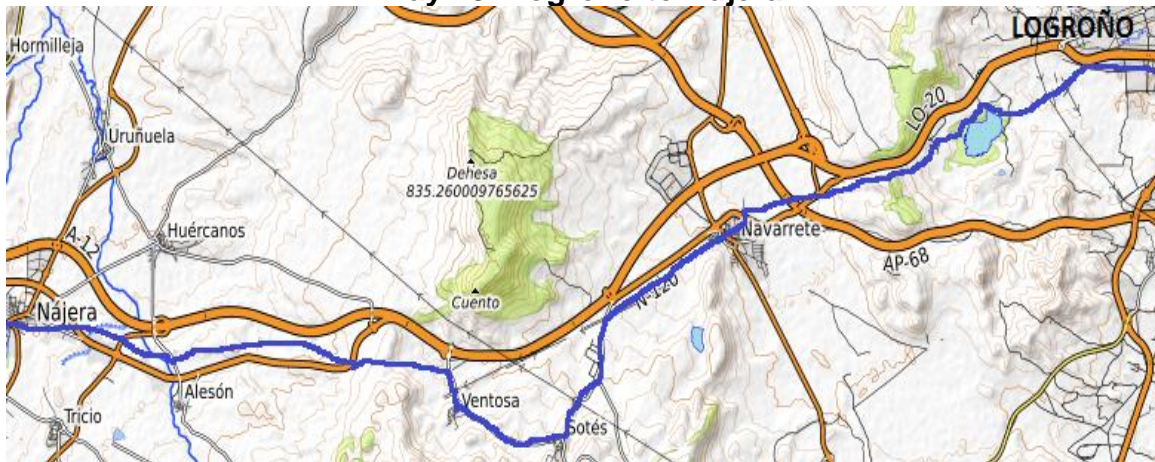 LOGROÑO
Hormilleja
Uruñuela
LO-20
Dehesa
835.260009765625
Huércanos
A-12
Navarrete
AP-68
Cuento
N-120
Nájera
Alesón
Ventosa
Tricio
Sotés